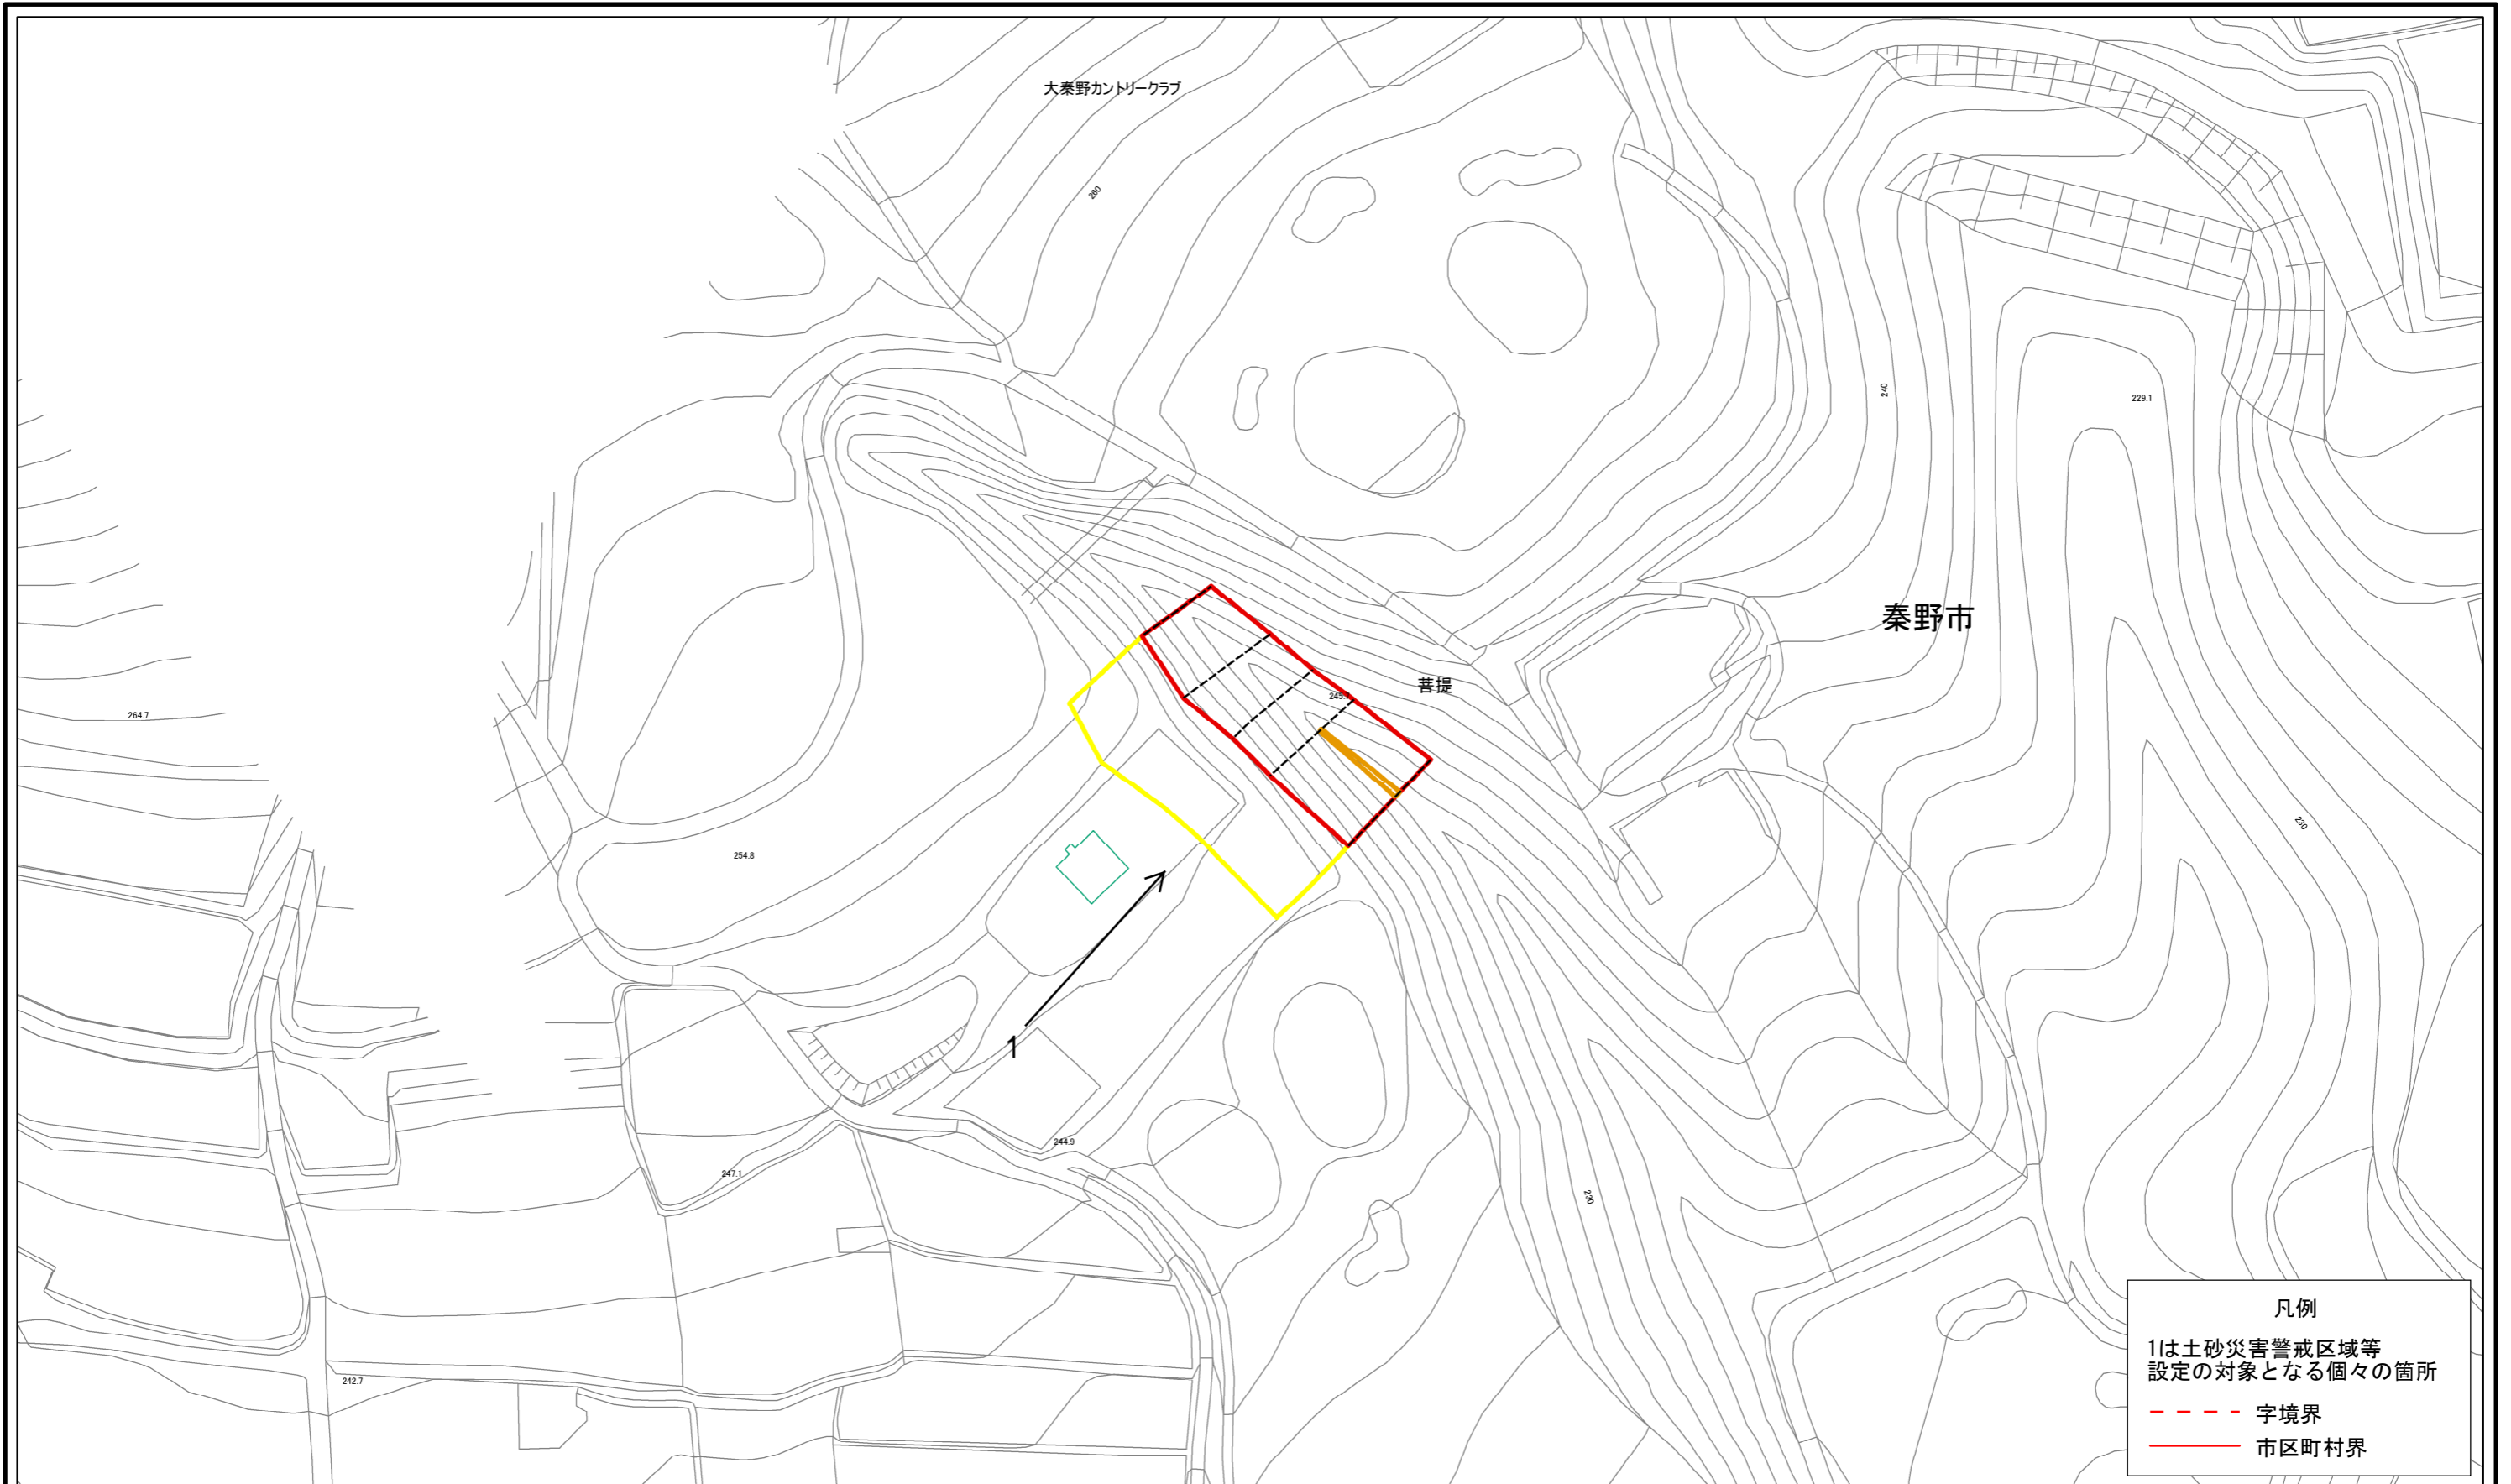 大秦野カントリークラブ
260
240
229.1
秦野市
菩提
264.7
230
254.8
1
244.9
247.1
230
242.7
凡例
1は土砂災害警戒区域等
設定の対象となる個々の箇所
字境界
市区町村界